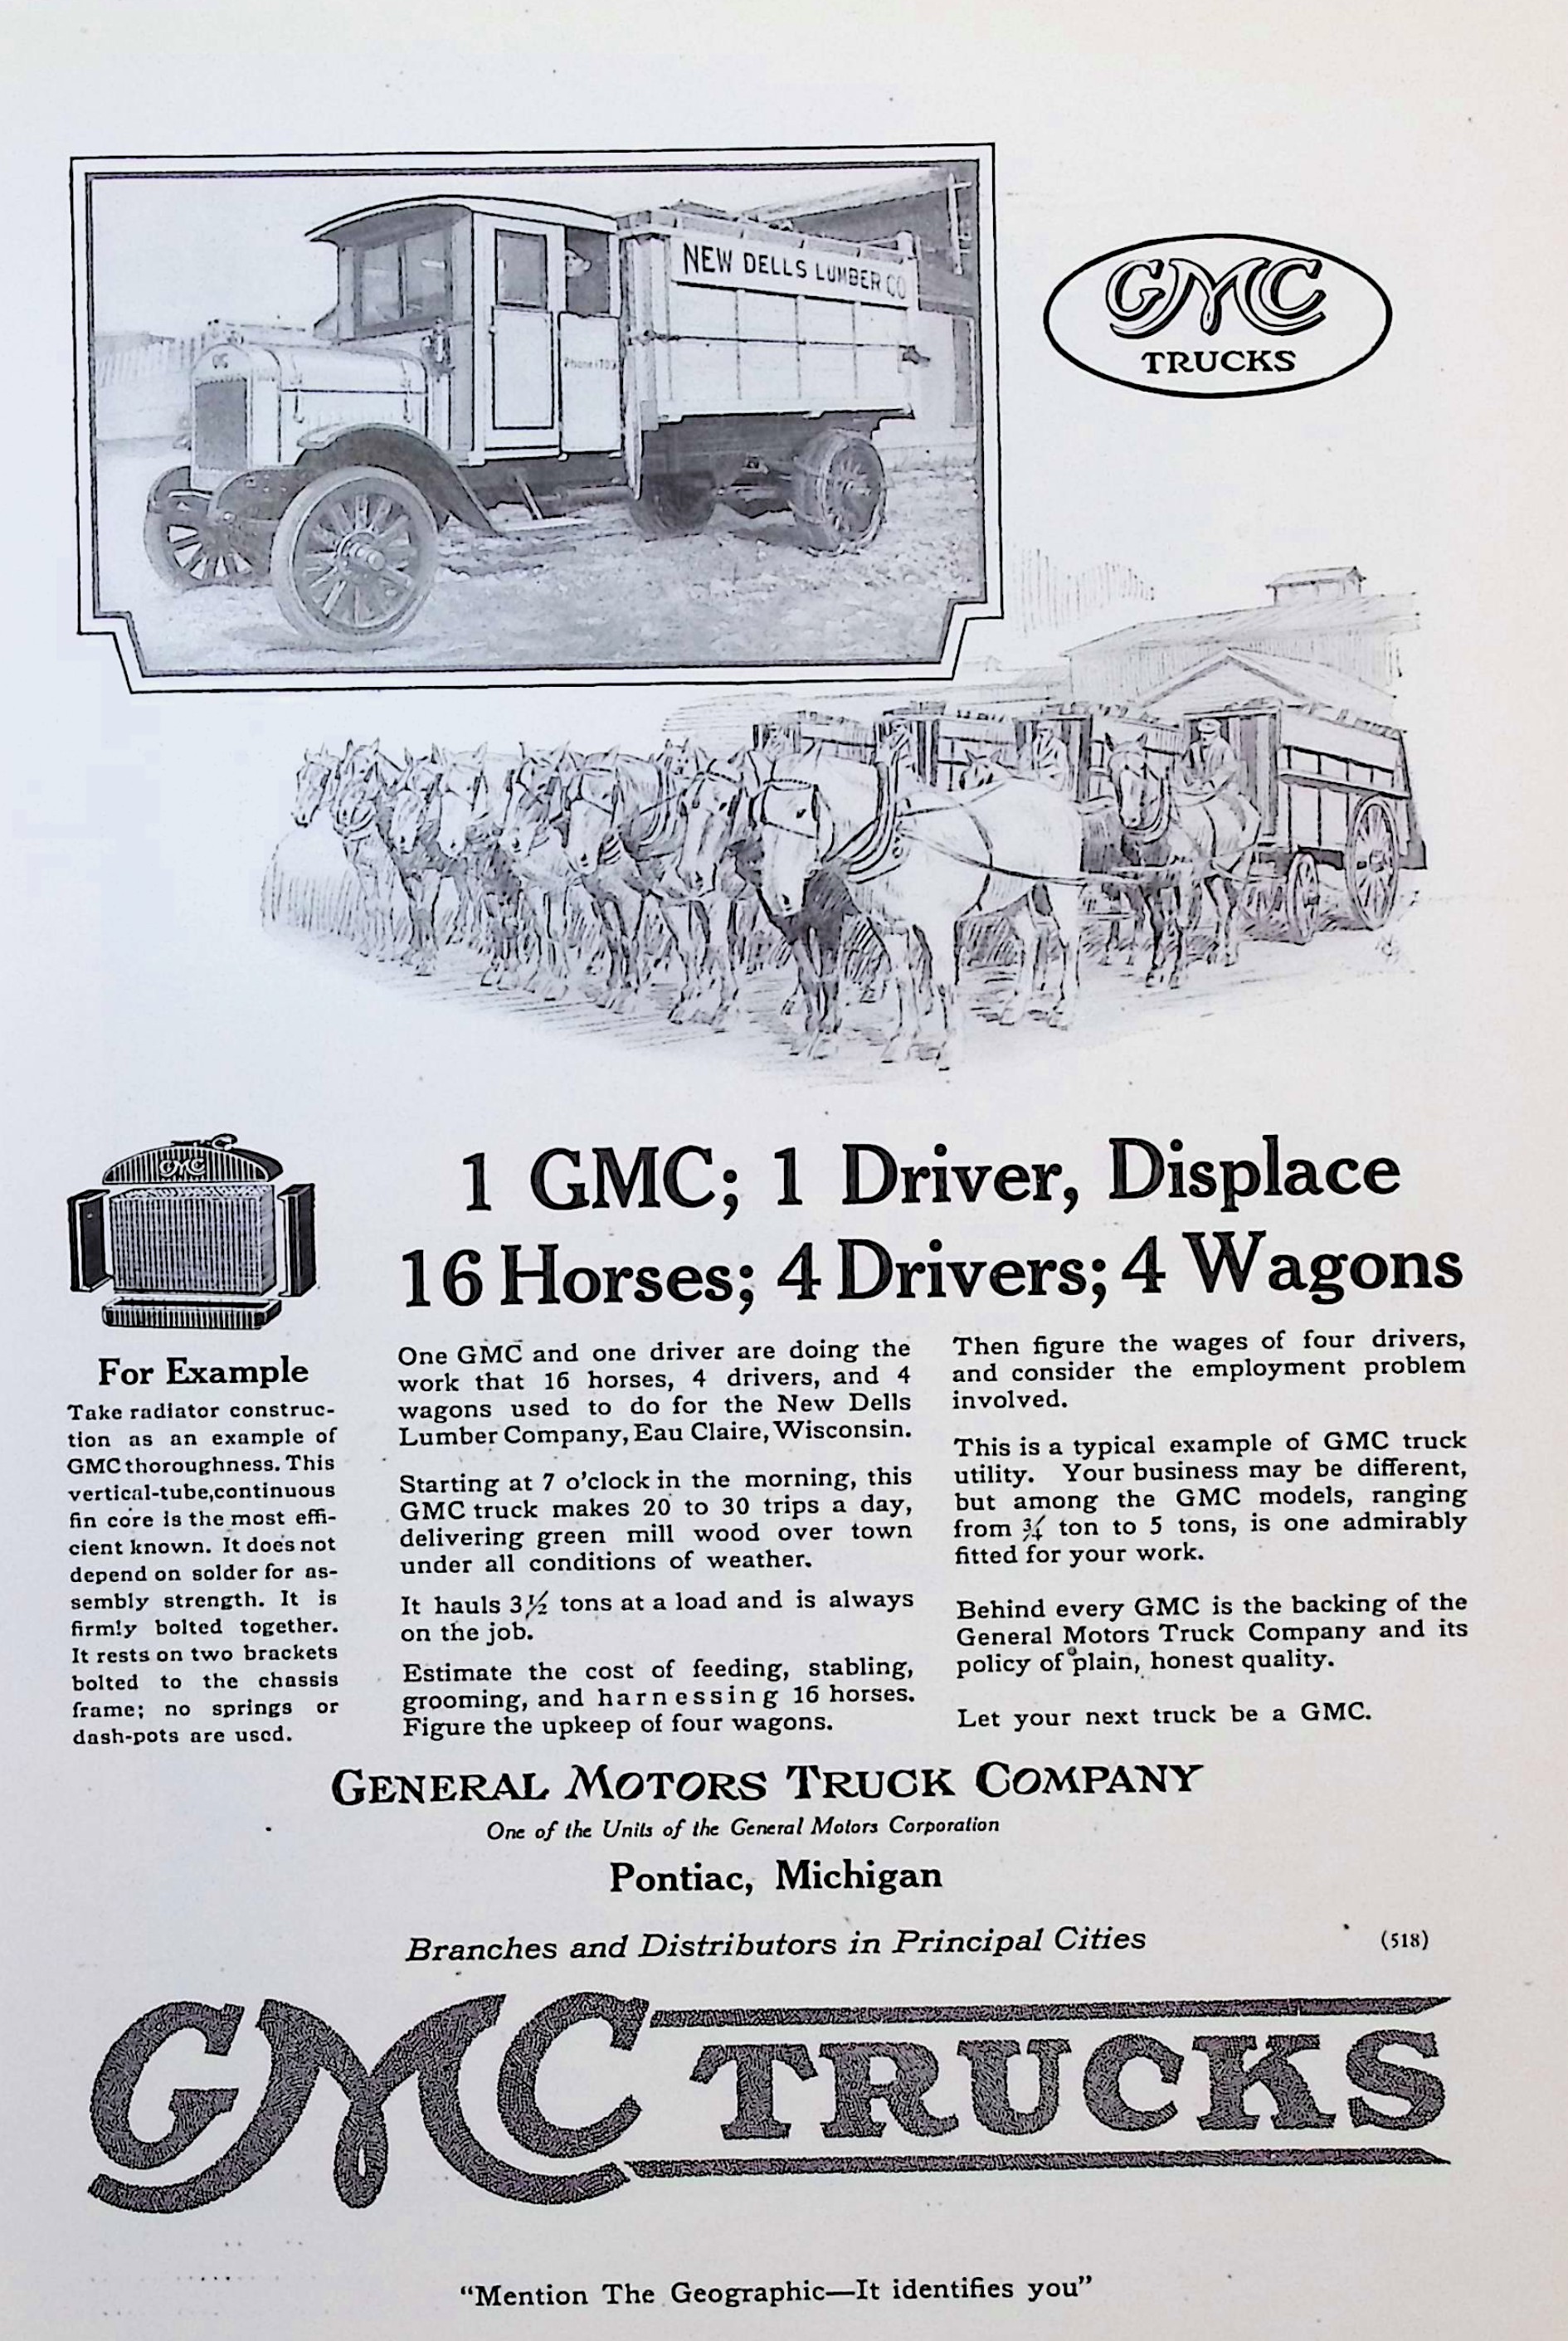 NEW DELLS LUMBER CO
GMC
TRUCKS
GMC
1 GMC; 1 Driver, Displace
16 Horses; 4 Drivers; 4 Wagons
For Example
Take radiator construc-
tion as an example of
GMC thoroughness. This
vertical-tube, continuous
fin core is the most effi-
cient known. It does not
depend on solder for as-
sembly strength. It is
firmly bolted together.
It rests on two brackets
bolted to the chassis
frame; no springs or
dash-pots are used.
One GMC and one driver are doing the
work that 16 horses, 4 drivers, and 4
wagons used to do for the New Dells
Lumber Company, Eau Claire, Wisconsin.
Starting at 7 o'clock in the morning, this
GMC truck makes 20 to 30 trips a day,
delivering green mill wood over town
under all conditions of weather.
It hauls 3½ tons at a load and is always
on the job.
Estimate the cost of feeding, stabling,
grooming, and harnessing 16 horses.
Figure the upkeep of four wagons.
Then figure the wages of four drivers,
and consider the employment problem
involved.
This is a typical example of GMC truck
utility. Your business may be different,
but among the GMC models, ranging
from ¾ ton to 5 tons, is one admirably
fitted for your work.
Behind every GMC is the backing of the
General Motors Truck Company and its
policy of plain, honest quality.
Let your next truck be a GMC.
GENERAL MOTORS TRUCK COMPANY
One of the Units of the General Motors Corporation
Pontiac, Michigan
Branches and Distributors in Principal Cities
(518)
GMC TRUCKS
"Mention The Geographic—It identifies you"